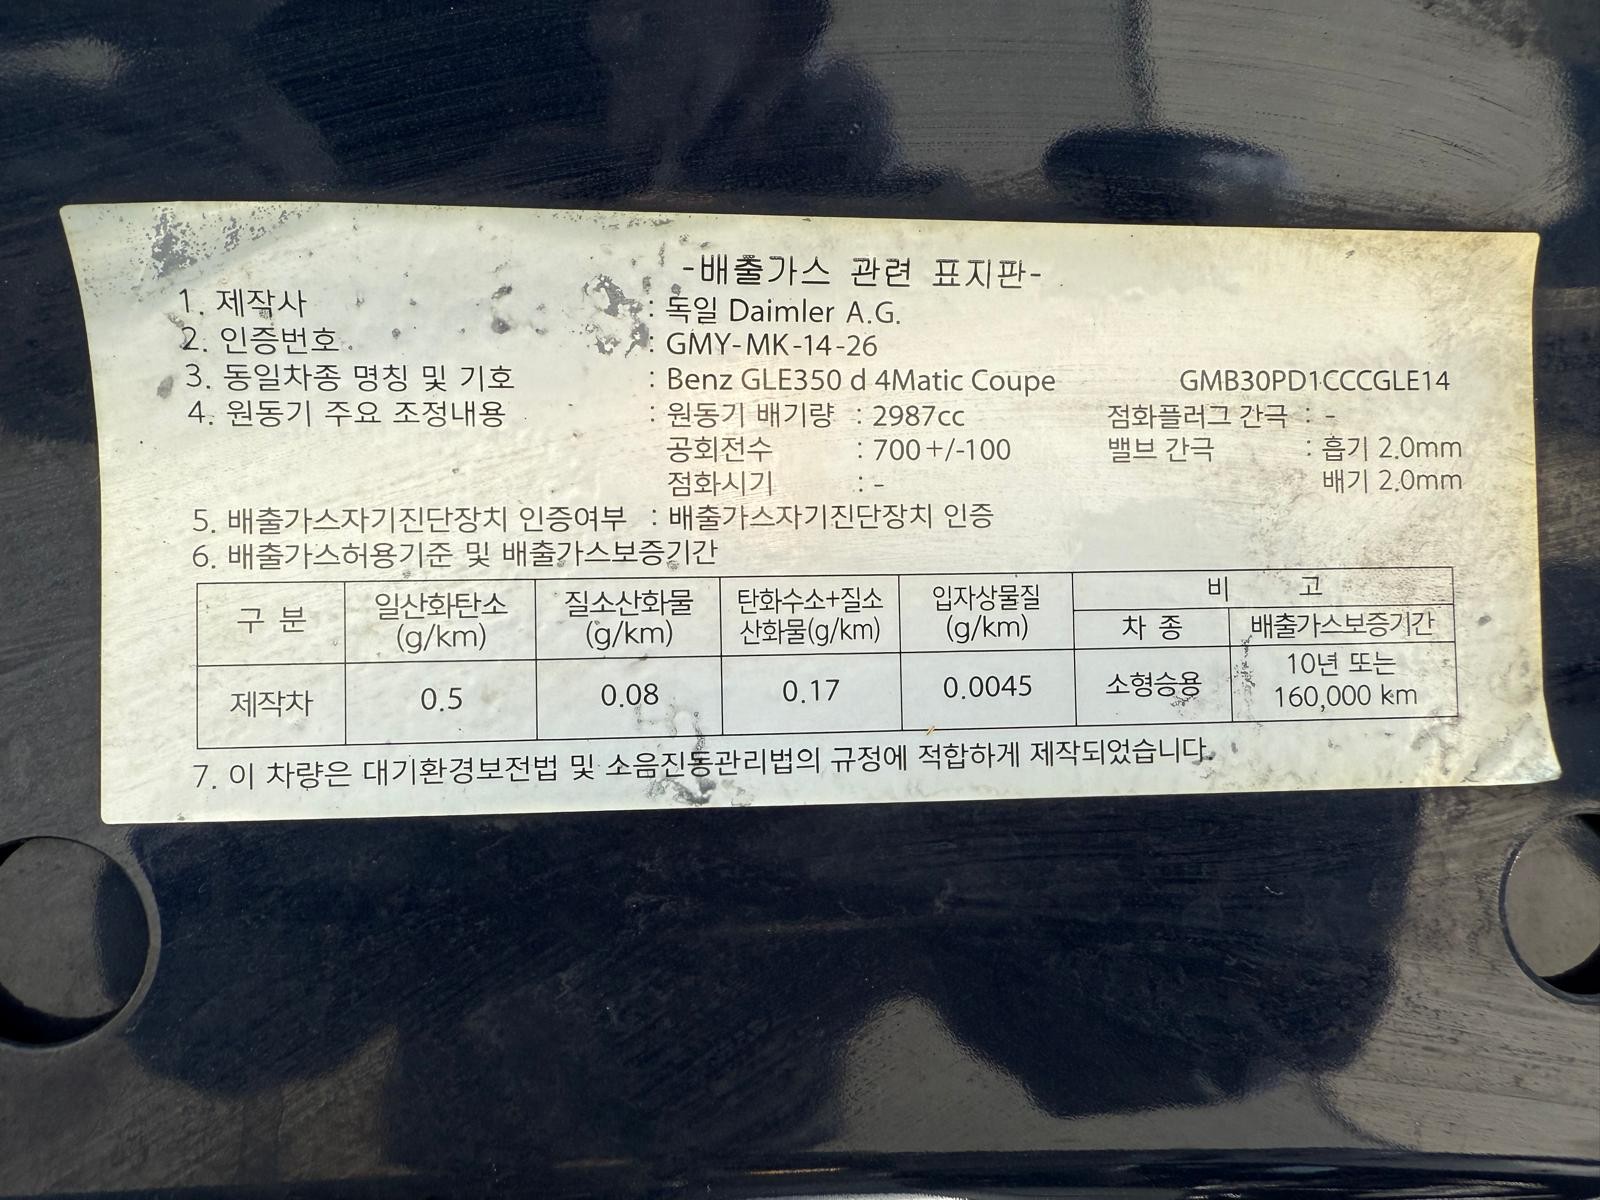 -배출가스 관련 표지판-
1. 제작사 : 독일 Daimler A.G.
2. 인증번호 : GMY-MK-14-26
3. 동일차종 명칭 및 기호 : Benz GLE350 d 4Matic Coupe GMB30PD1CCCGLE14
4. 원동기 주요 조정내용 : 원동기 배기량 : 2987cc 점화플러그 간극 : -
공회전수 : 700+/-100 밸브 간극 : 흡기 2.0mm
점화시기 : - 배기 2.0mm
5. 배출가스자기진단장치 인증여부 : 배출가스자기진단장치 인증
6. 배출가스허용기준 및 배출가스보증기간
구 분 일산화탄소 (g/km) 질소산화물 (g/km) 탄화수소+질소 산화물(g/km) 입자상물질 (g/km) 비 고
차 종 배출가스보증기간
제작차 0.5 0.08 0.17 0.0045 소형승용 10년 또는 160,000 km
7. 이 차량은 대기환경보전법 및 소음진동관리법의 규정에 적합하게 제작되었습니다.